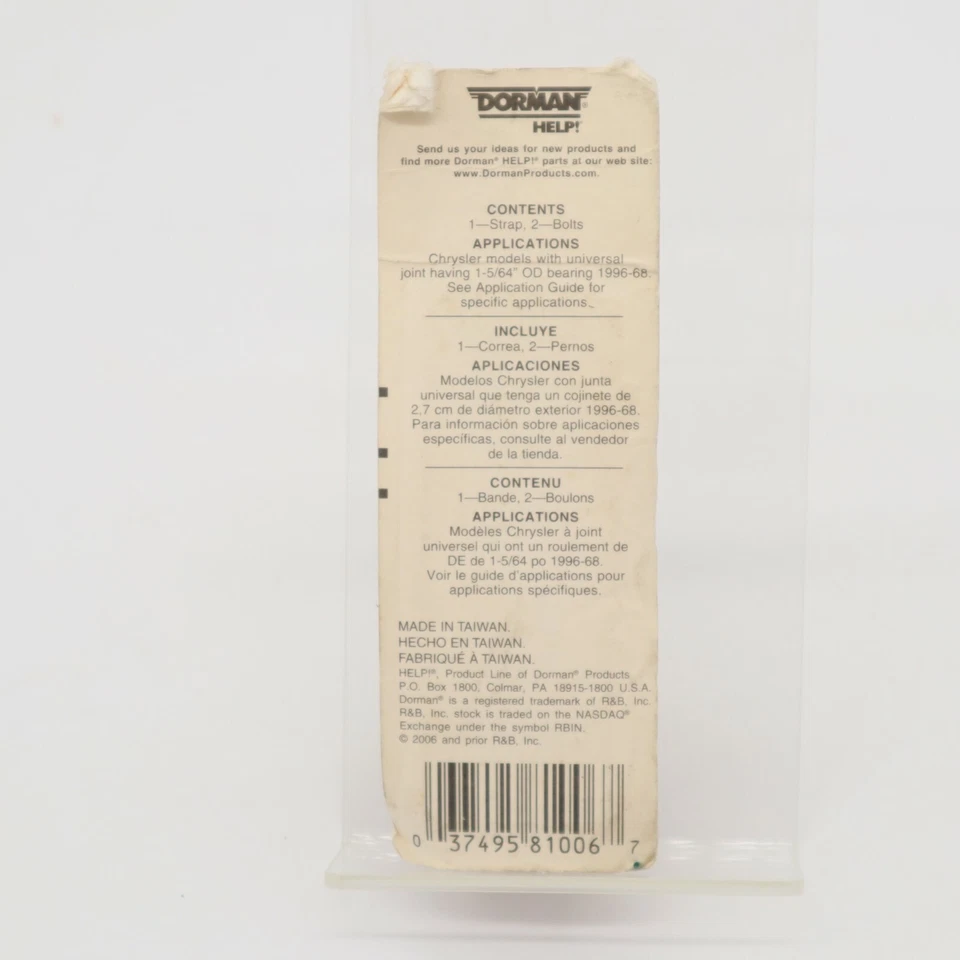 DORMAN®
HELP!®
Send us your ideas for new products and
find more Dorman® HELP!® parts at our web site:
www.DormanProducts.com.
CONTENTS
1—Strap, 2—Bolts
APPLICATIONS
Chrysler models with universal
joint having 1-5/64" OD bearing 1996-68.
See Application Guide for
specific applications.
INCLUYE
1—Correa, 2—Pernos
APLICACIONES
Modelos Chrysler con junta
universal que tenga un cojinete de
2,7 cm de diámetro exterior 1996-68.
Para información sobre aplicaciones
específicas, consulte al vendedor
de la tienda.
CONTENU
1—Bande, 2—Boulons
APPLICATIONS
Modèles Chrysler à joint
universel qui ont un roulement de
DE de 1-5/64 po 1996-68.
Voir le guide d'applications pour
applications spécifiques.
MADE IN TAIWAN.
HECHO EN TAIWAN.
FABRIQUÉ À TAIWAN.
HELP!®, Product Line of Dorman® Products
P.O. Box 1800, Colmar, PA 18915-1800 U.S.A.
Dorman® is a registered trademark of R&B, Inc.
R&B, Inc. stock is traded on the NASDAQ®
Exchange under the symbol RBIN.
© 2006 and prior R&B, Inc.
0 37495 81006 7